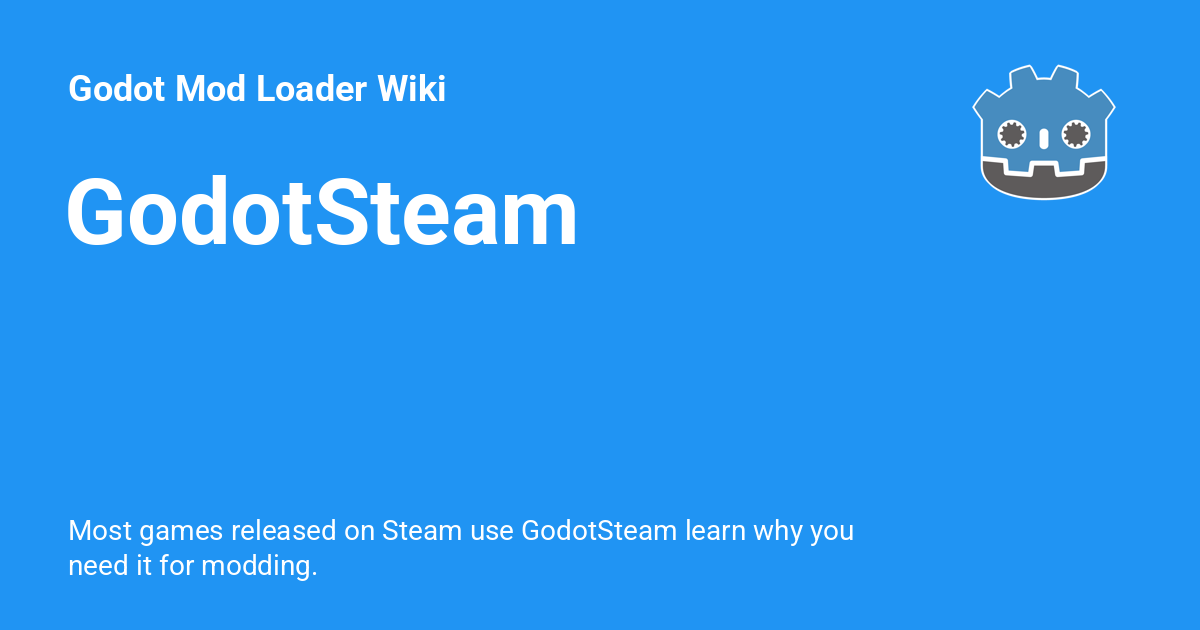 Godot Mod Loader Wiki
GodotSteam
Most games released on Steam use GodotSteam learn why you
need it for modding.